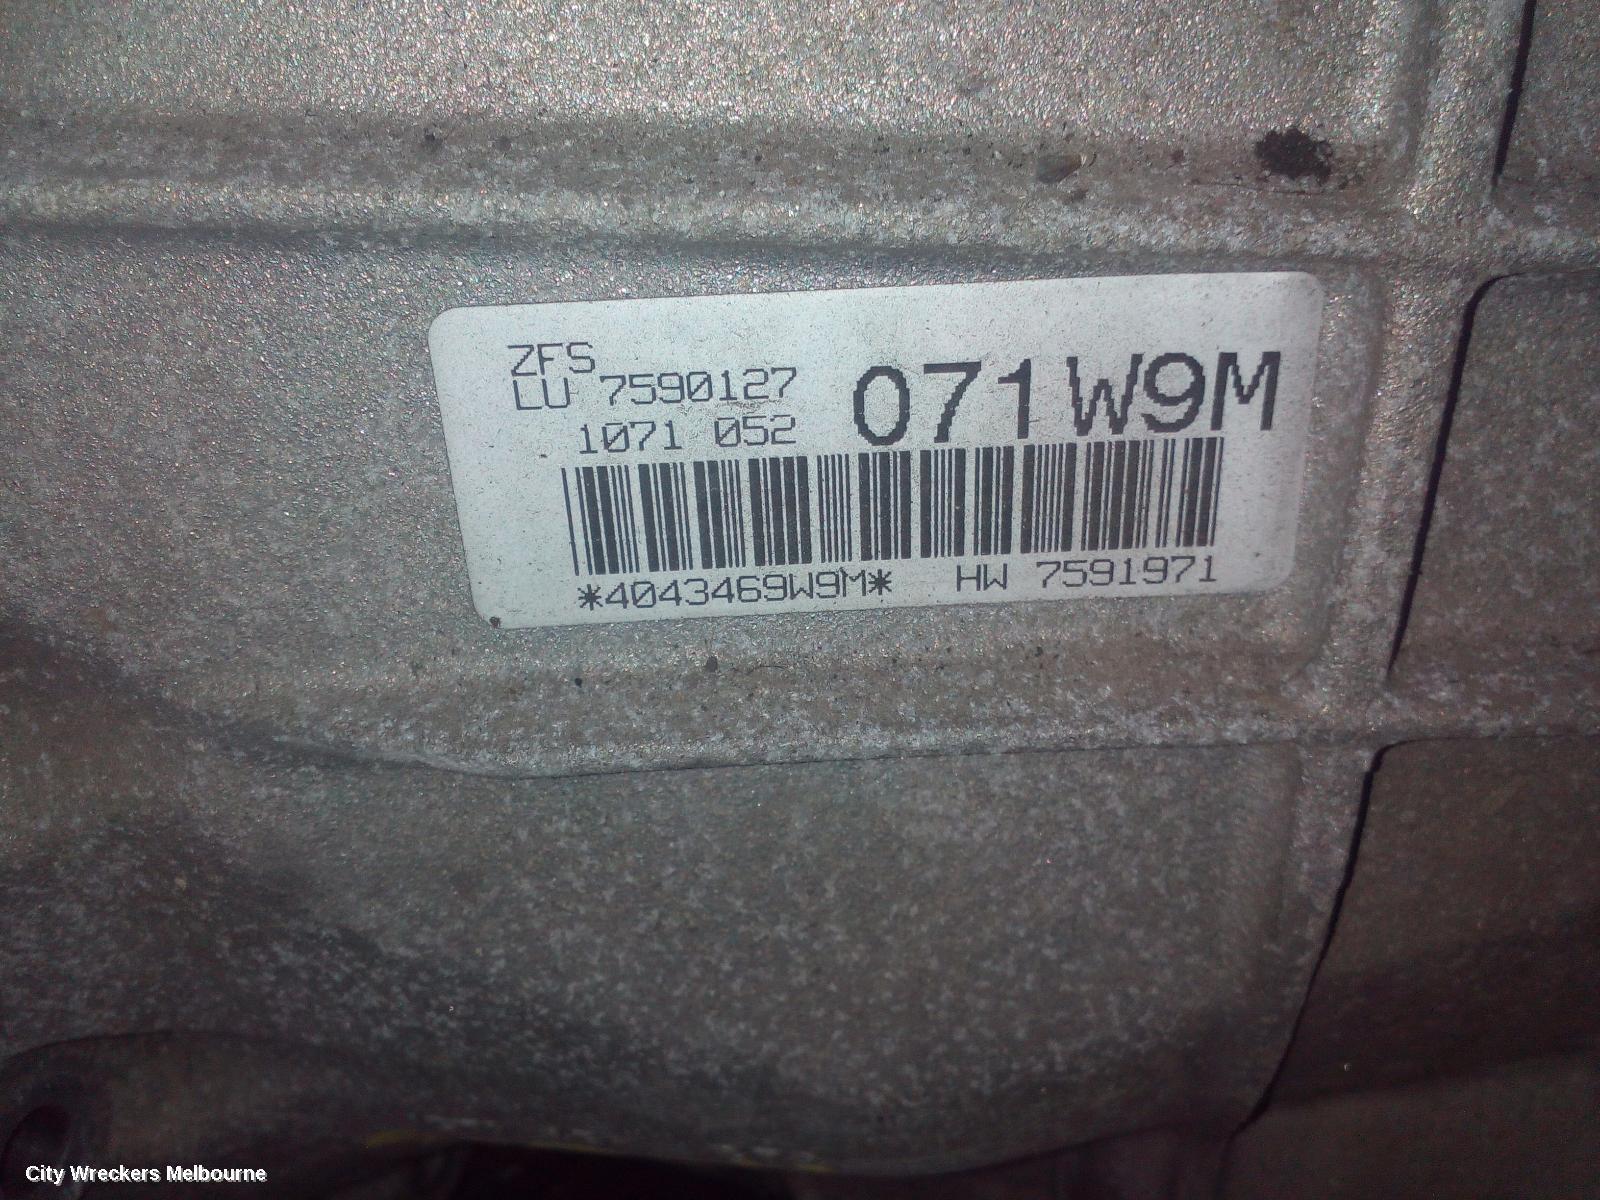 ZFS
LU 7590127
1071 052
071W9M
*4043469W9M* HW 7591971
City Wreckers Melbourne